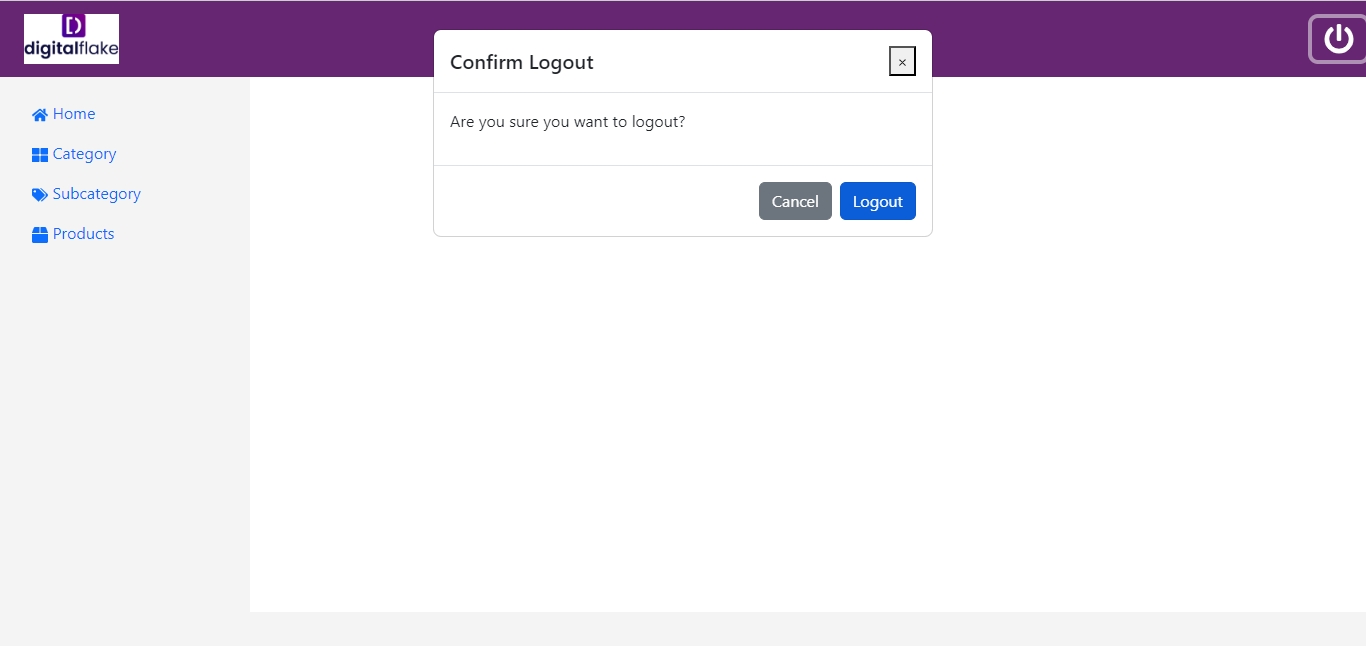 digitalflake
Confirm Logout
×
Home
Are you sure you want to logout?
Category
Subcategory
Cancel
Logout
Products